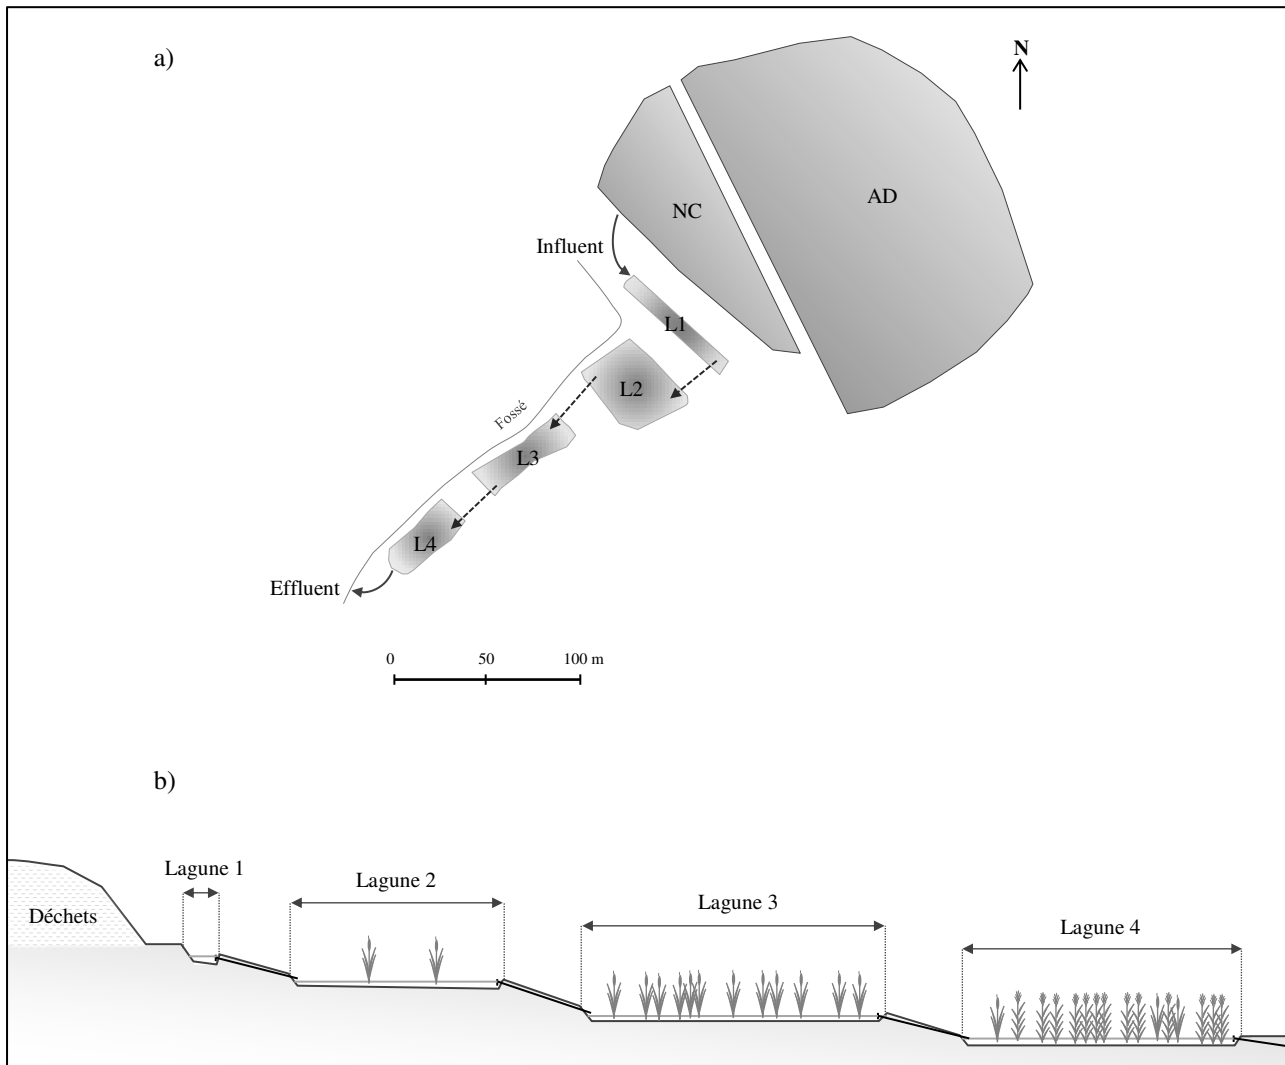 a)
N
AD
NC
Influent
L1
L2
Fossé
L3
L4
Effluent
0 50 100 m
b)
Lagune 1
Lagune 2
Lagune 3
Lagune 4
Déchets